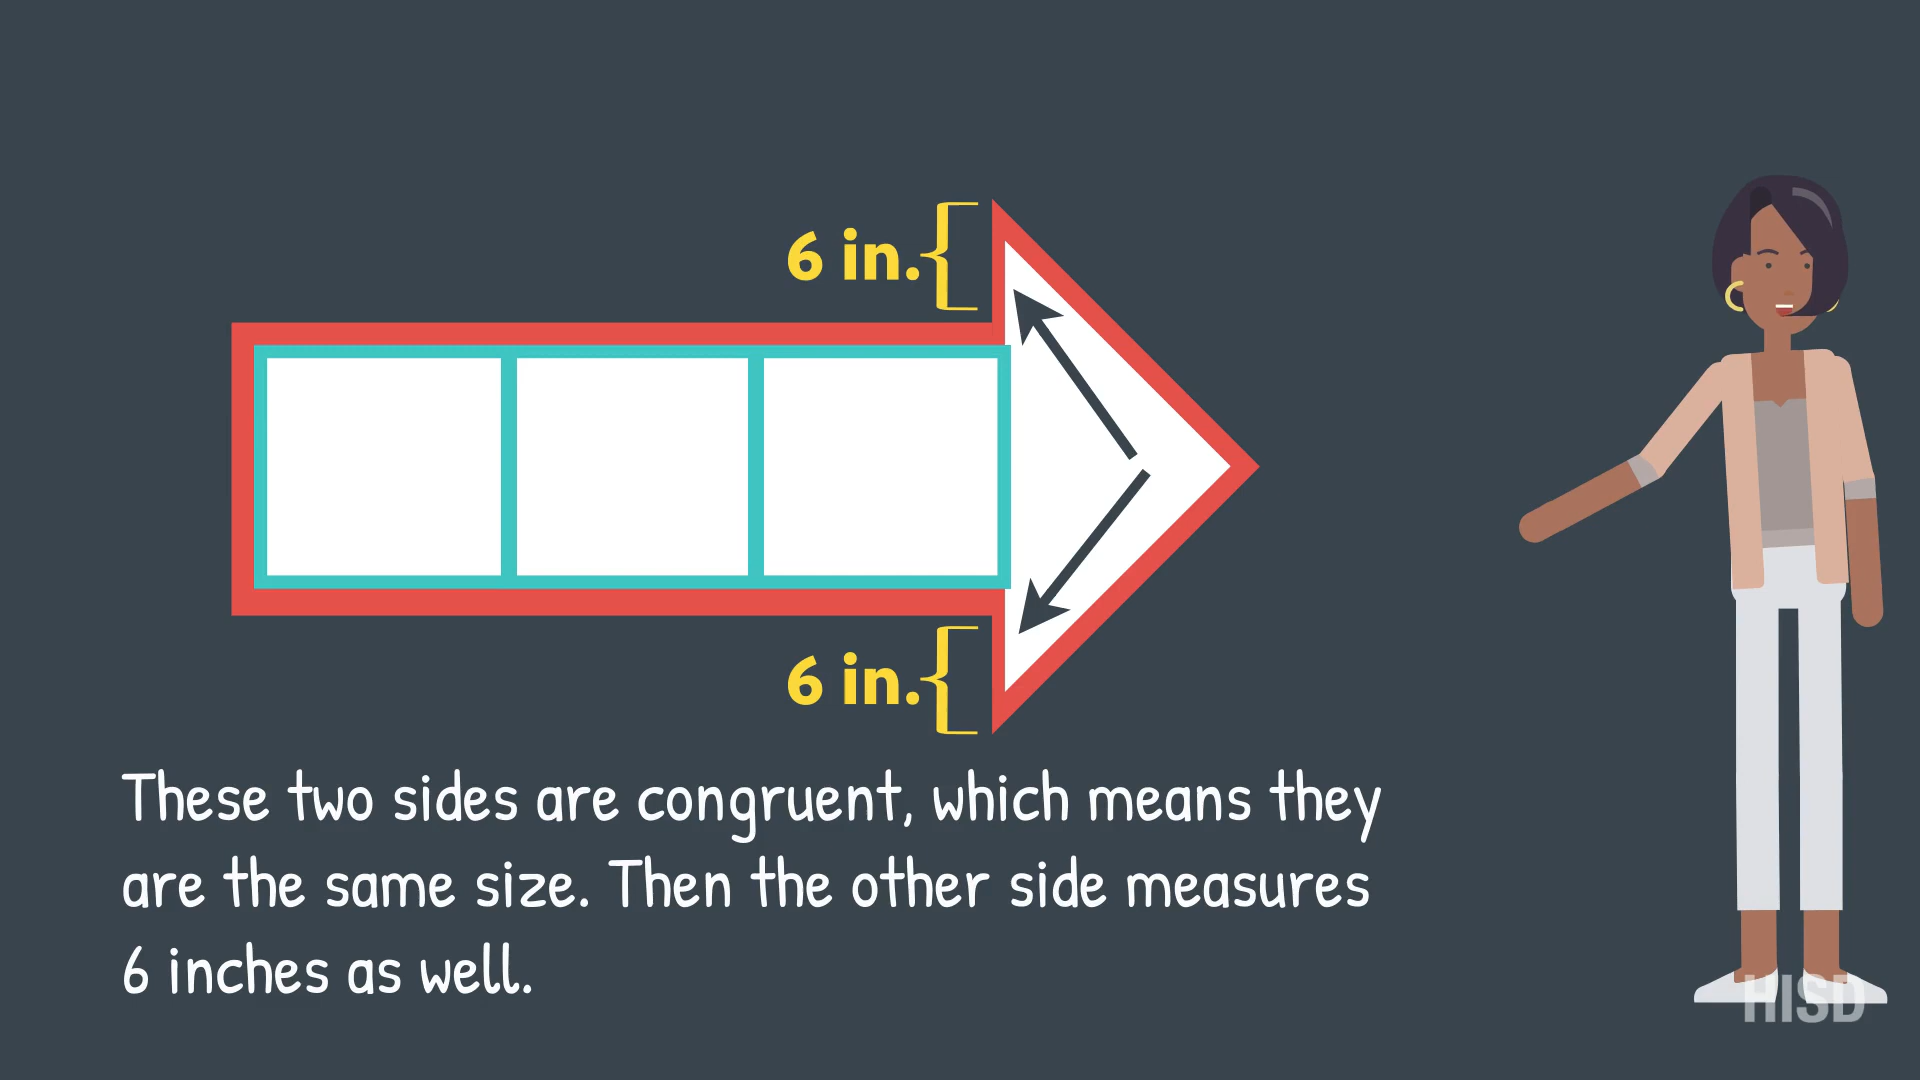 6 in.
6 in.
These two sides are congruent, which means they
are the same size. Then the other side measures
6 inches as well.
HISD